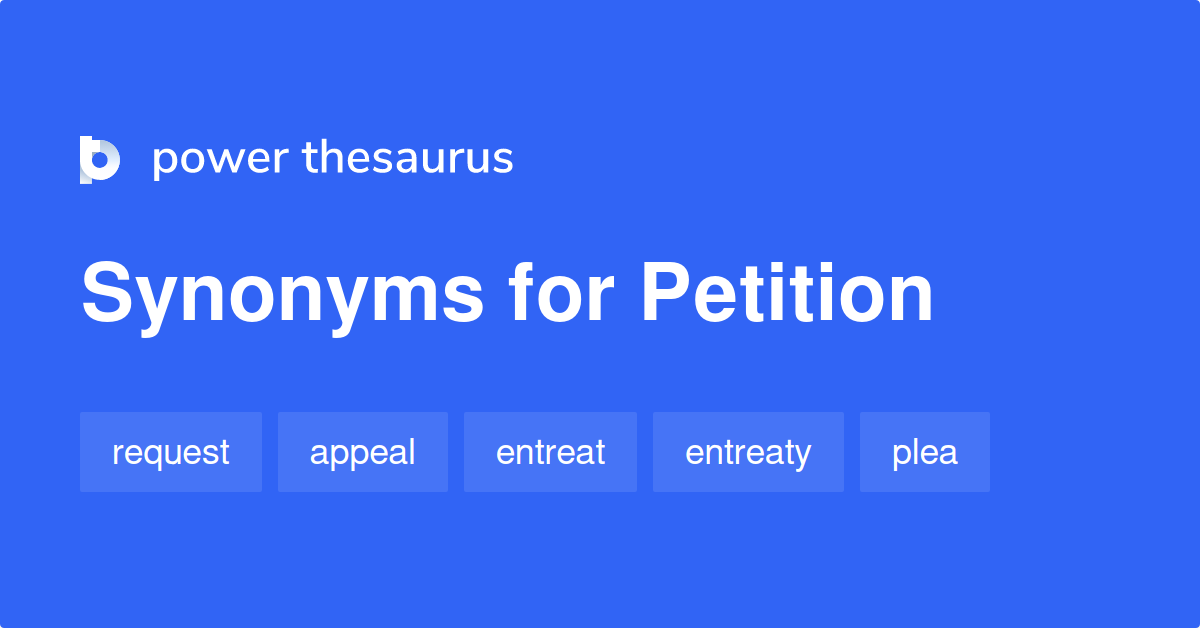 power thesaurus
Synonyms for Petition
request appeal entreat entreaty plea